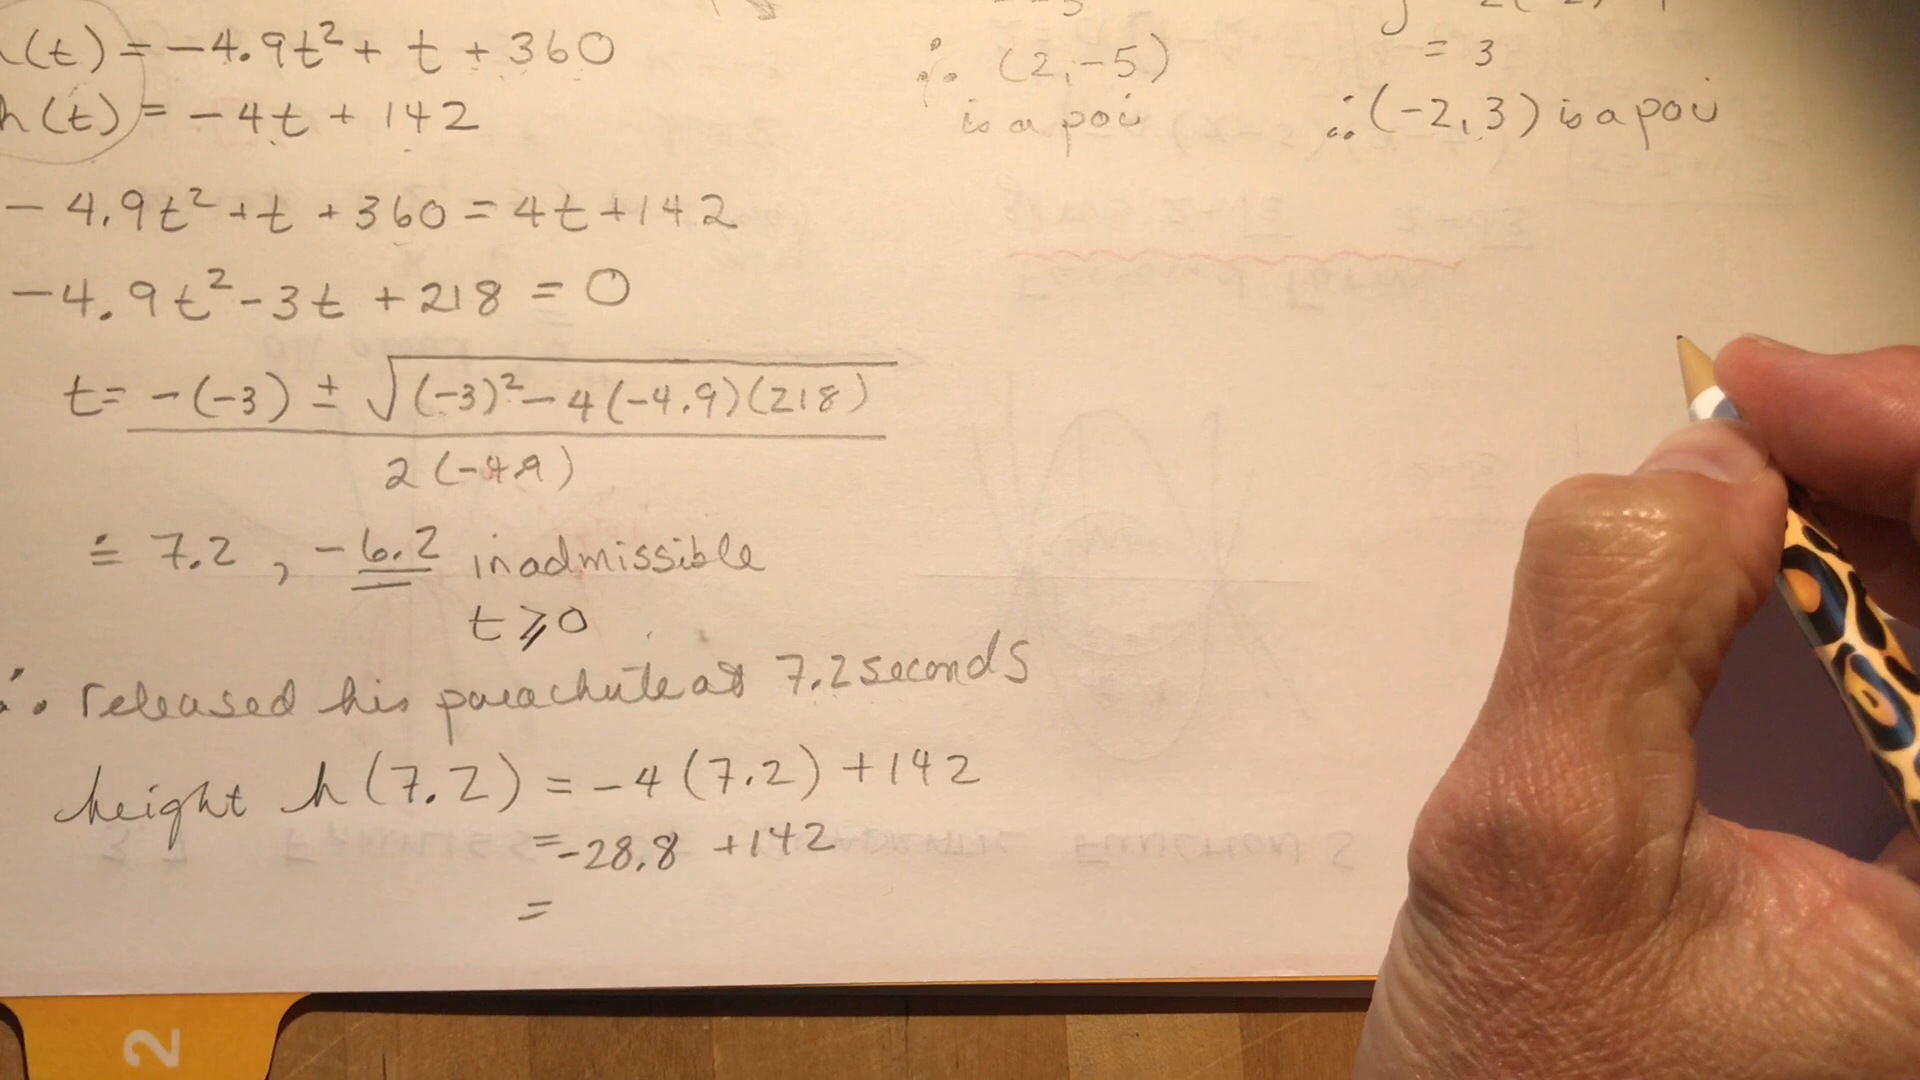 (t) = -4.9t² + t + 360
h(t) = -4t + 142
-4.9t² + t + 360 = 4t + 142
-4.9t² - 3t + 218 = 0
t = -(-3) ± √(-3)² - 4(-4.9)(218)
2(-4.9)
≐ 7.2 , -6.2 inadmissible
t ⩾ 0
∴ released his parachute at 7.2 seconds
height h(7.2) = -4(7.2) + 142
= -28.8 + 142
=
∴ (2,-5)
is a poi
= 3
∴ (-2,3) is a poi
2